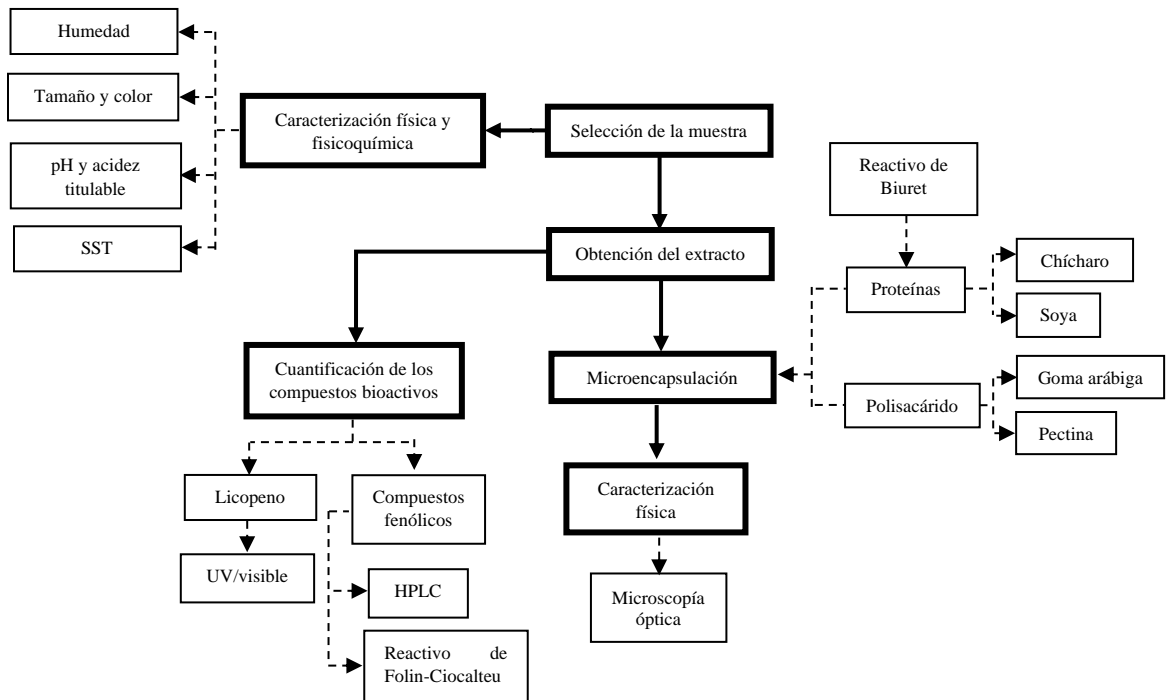 Humedad
Tamaño y color
pH y acidez
titulable
SST
Caracterización física y
fisicoquímica
Selección de la muestra
Obtención del extracto
Reactivo de
Biuret
Proteínas
Chícharo
Soya
Cuantificación de los
compuestos bioactivos
Microencapsulación
Polisacárido
Goma arábiga
Pectina
Licopeno
UV/visible
Compuestos
fenólicos
HPLC
Reactivo de
Folin-Ciocalteu
Caracterización
física
Microscopía
óptica